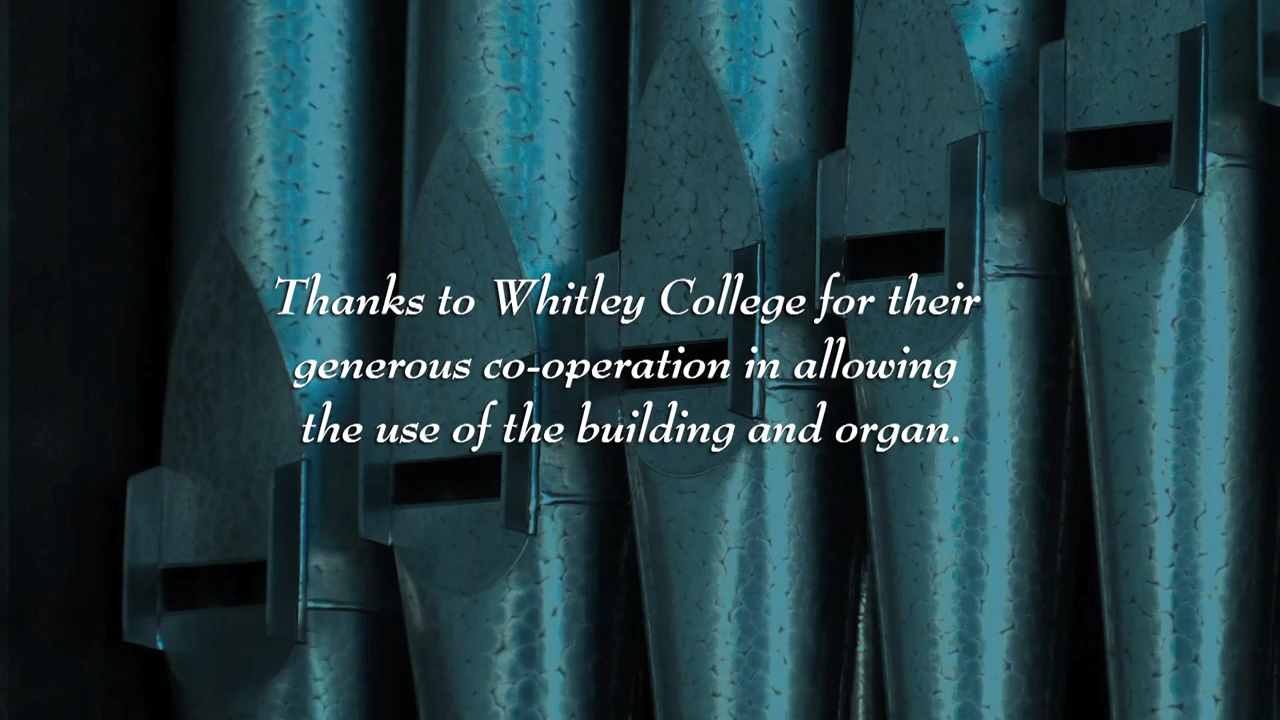 Thanks to Whitley College for their
generous co-operation in allowing
the use of the building and organ.